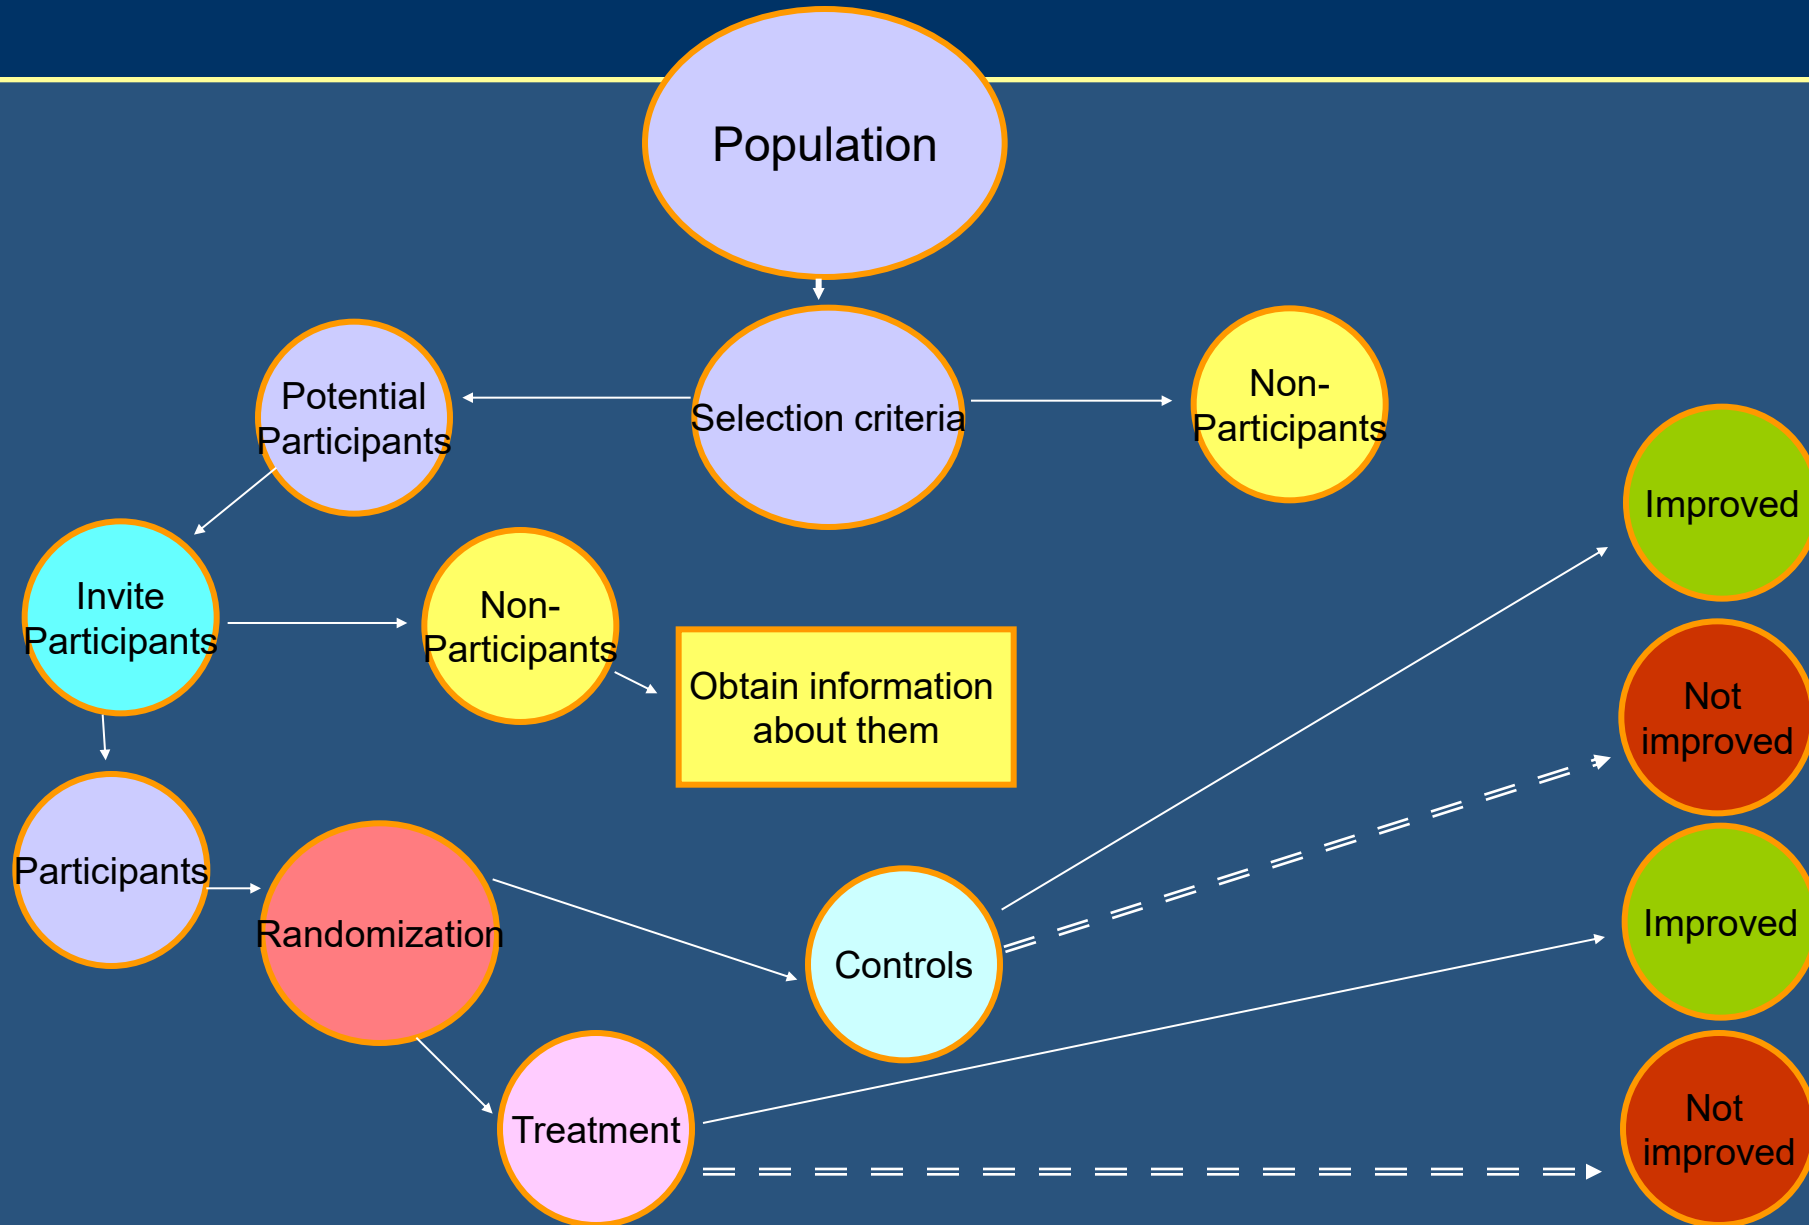 Population
Potential
Participants
Selection criteria
Non-
Participants
Improved
Invite
Participants
Non-
Participants
Obtain information
about them
Not
improved
Participants
Randomization
Controls
Improved
Treatment
Not
improved